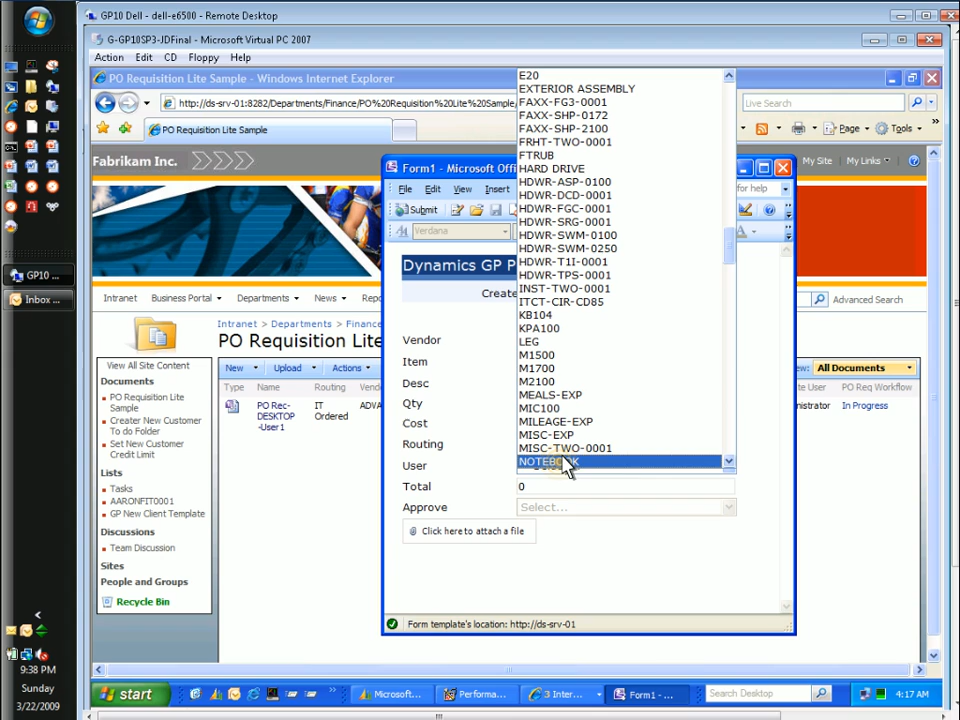 GP10 Dell - dell-e6500 - Remote Desktop
G-GP10SP3-JDFinal - Microsoft Virtual PC 2007
Action Edit CD Floppy Help
PO Requisition Lite Sample - Windows Internet Explorer
http://ds-srv-01:8282/Departments/Finance/PO%20Requisition%20Lite%20Sample,
Live Search
PO Requisition Lite Sample
Page Tools »
Fabrikam Inc.
My Site My Links
Form1 - Microsoft Offi
File Edit View Insert
for help
Submit
Verdana
Dynamics GP P
Create
Vendor
Item
Desc
Qty
Cost
Routing
User
Total 0
Approve Select...
Click here to attach a file
Form template's location: http://ds-srv-01
E20
EXTERIOR ASSEMBLY
FAXX-FG3-0001
FAXX-SHP-0172
FAXX-SHP-2100
FRHT-TWO-0001
FTRUB
HARD DRIVE
HDWR-ASP-0100
HDWR-DCD-0001
HDWR-FGC-0001
HDWR-SRG-0001
HDWR-SWM-0100
HDWR-SWM-0250
HDWR-T1I-0001
HDWR-TPS-0001
INST-TWO-0001
ITCT-CIR-CD85
KB104
KPA100
LEG
M1500
M1700
M2100
MEALS-EXP
MIC100
MILEAGE-EXP
MISC-EXP
MISC-TWO-0001
NOTEBOOK
Intranet Business Portal Departments News Repo
Advanced Search
Intranet > Departments > Financ
PO Requisition Lite
View All Site Content
Documents
PO Requisition Lite
Sample
Create New Customer
To do Folder
Set New Customer
Credit Limit
Lists
Tasks
AARONFIT0001
GP New Client Template
Discussions
Team Discussion
Sites
People and Groups
Recycle Bin
New Upload Actions
All Documents
Type Name Routing Vend
User PO Req Workflow
PO Rec-
DESKTOP
-User1
IT
Ordered
ADVA
inistrator In Progress
GP10 ...
Inbox ...
9:38 PM
Sunday
3/22/2009
start
Microsoft...
Performa...
3 Inter...
Form1 - ...
Search Desktop
4:17 AM